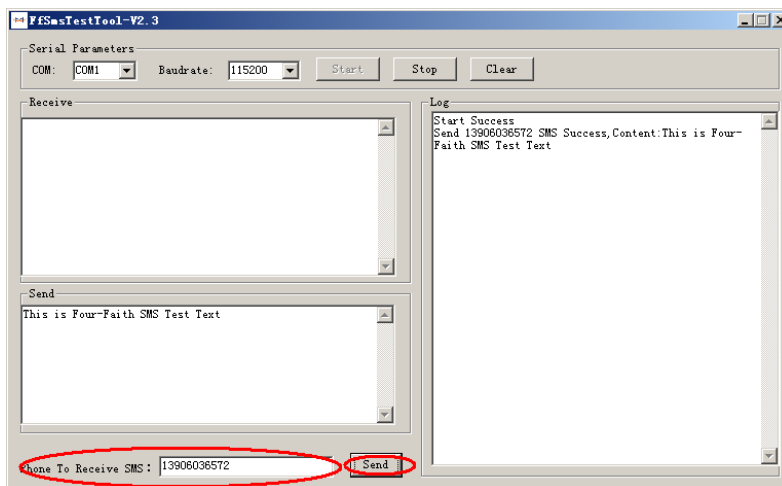 FfSmsTestTool-V2.3
Serial Parameters
COM: COM1 Baudrate: 115200 Start Stop Clear
Receive
Send
This is Four-Faith SMS Test Text
Phone To Receive SMS: 13906036572 Send
Log
Start Success
Send 13906036572 SMS Success,Content:This is Four-
Faith SMS Test Text